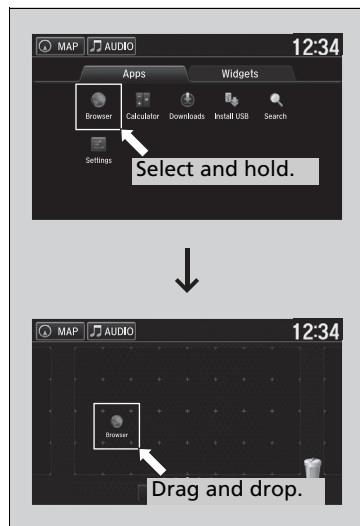 MAP AUDIO 12:34
Apps Widgets
Browser Calculator Downloads Install USB Search
Settings
Select and hold.
MAP AUDIO 12:34
Browser
Drag and drop.